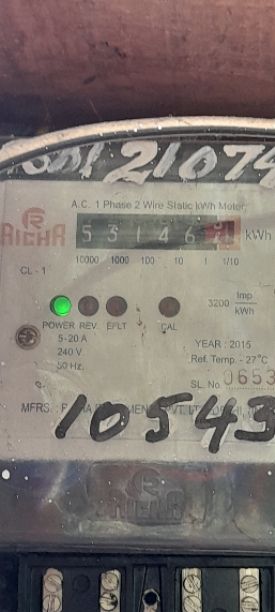 21074
A.C. 1 Phase 2 Wire Static kWh Meter
RICHA
53146 kWh
10000 1000 100 10 1 1/10
CL - 1
3200 Imp/kWh
POWER REV. EFLT CAL
5-20 A
240 V
50 Hz.
YEAR : 2015
Ref. Temp. - 27°C
SL. No. 0653
MFRS. :
10543
RICHA